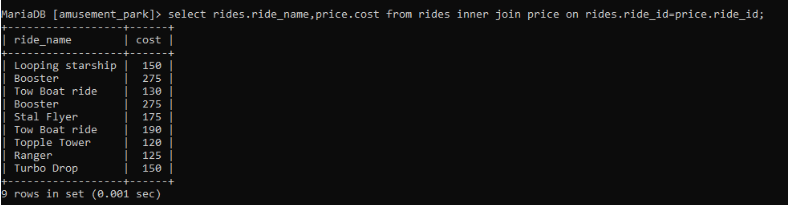 MariaDB [amusement_park]> select rides.ride_name,price.cost from rides inner join price on rides.ride_id=price.ride_id;
+------------------+------+
| ride_name        | cost |
+------------------+------+
| Looping starship |  150 |
| Booster          |  275 |
| Tow Boat ride    |  130 |
| Booster          |  275 |
| Stal Flyer       |  175 |
| Tow Boat ride    |  190 |
| Topple Tower     |  120 |
| Ranger           |  125 |
| Turbo Drop       |  150 |
+------------------+------+
9 rows in set (0.001 sec)